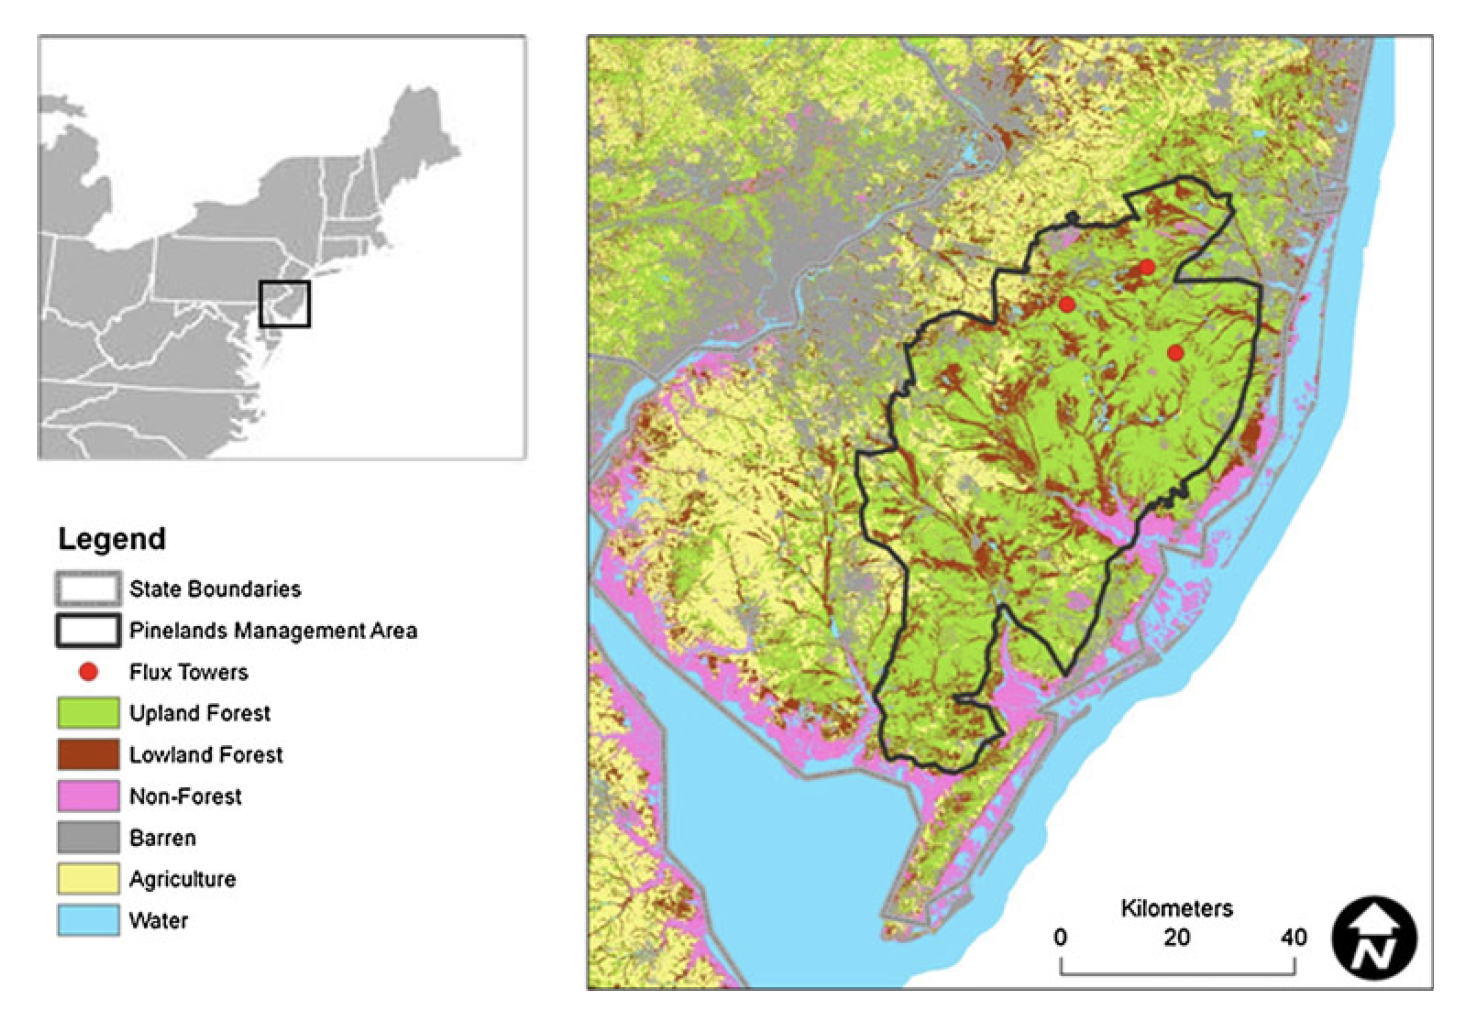 Legend
State Boundaries
Pinelands Management Area
Flux Towers
Upland Forest
Lowland Forest
Non-Forest
Barren
Agriculture
Water
Kilometers
0 20 40
N